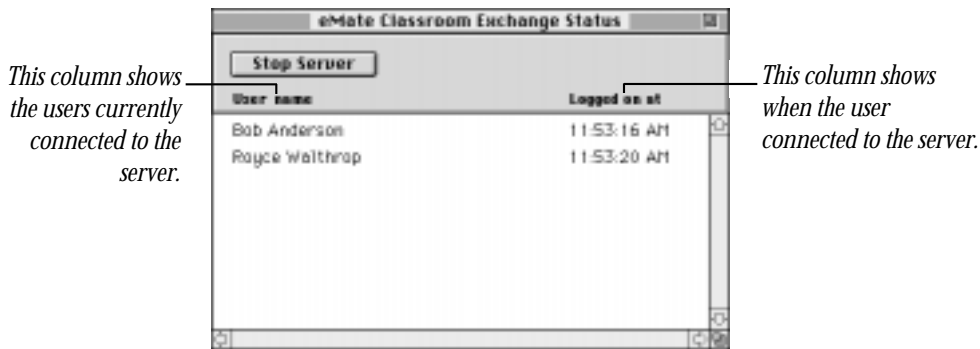 eMate Classroom Exchange Status
Stop Server
User name Logged on at
Bob Anderson 11:53:16 AM
Royce Walthrop 11:53:20 AM
This column shows
the users currently
connected to the
server.
This column shows
when the user
connected to the server.